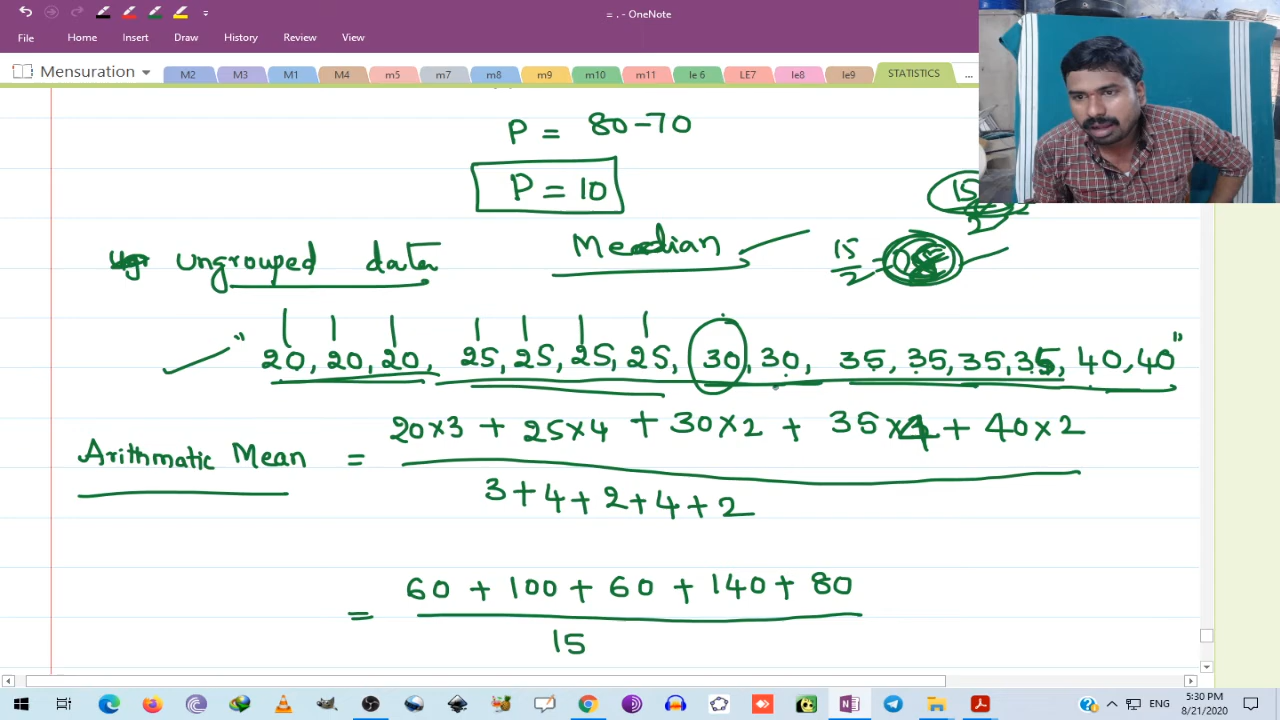 = . - OneNote
File Home Insert Draw History Review View
Mensuration M2 M3 M1 M4 m5 m7 m8 m9 m10 m11 le 6 LE7 le8 le9 STATISTICS ...
P = 80-70
P = 10
15
2
ungrouped data Median 15/2 =
" 20, 20, 20, 25, 25, 25, 25, 30, 30, 35, 35, 35, 35, 40, 40 "
20×3 + 25×4 + 30×2 + 35×4 + 40×2
Arithmatic Mean =
3+4+2+4+2
60 + 100 + 60 + 140 + 80
=
15
5:30 PM
ENG
8/21/2020